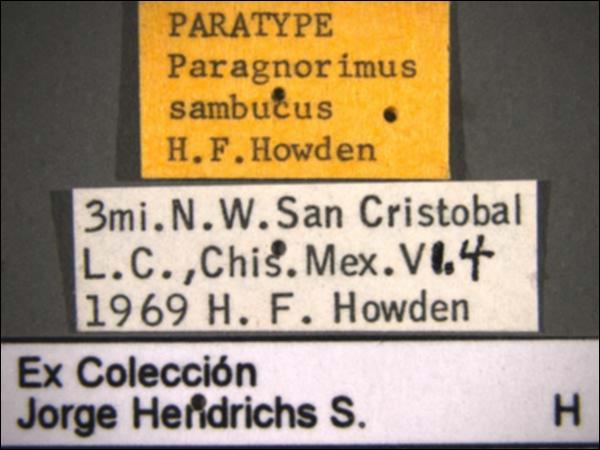 PARATYPE
Paragnorimus
sambucus
H.F.Howden
3mi.N.W.San Cristobal
L.C.,Chis.Mex.VI.4
1969 H. F. Howden
Ex Colección
Jorge Hendrichs S. H